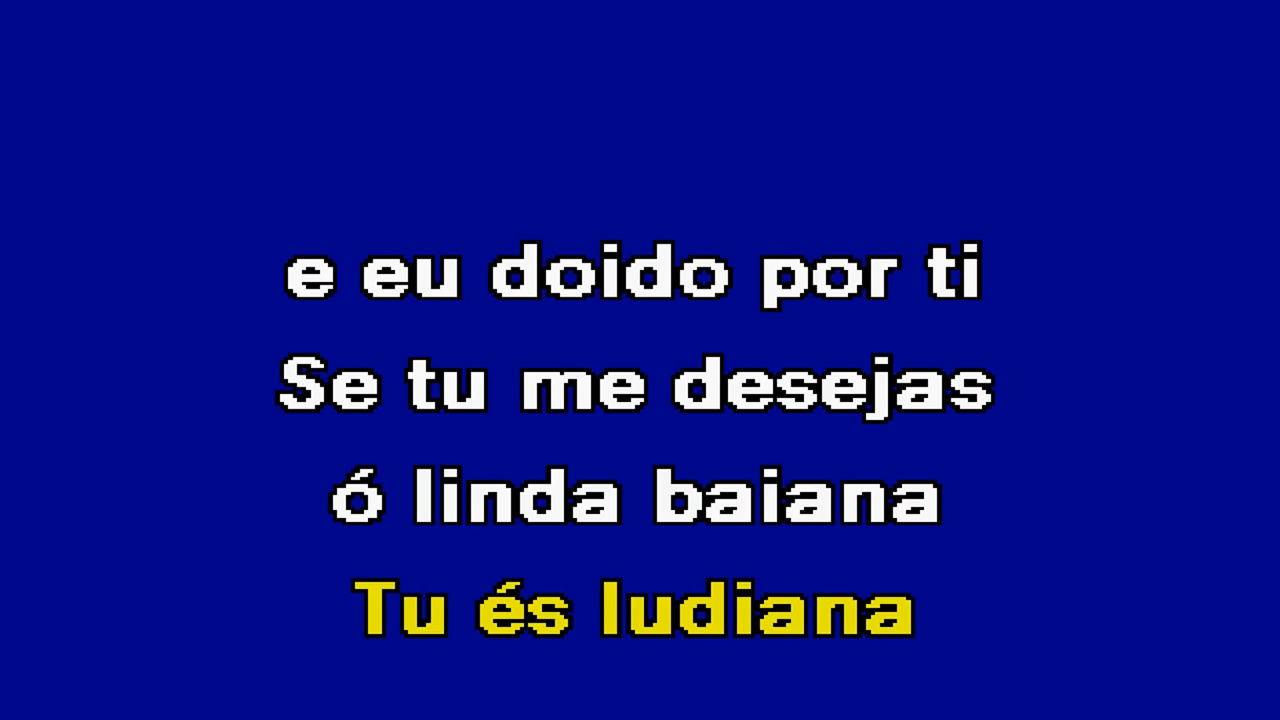 e eu doido por ti
Se tu me desejas
ó linda baiana
Tu és ludiana